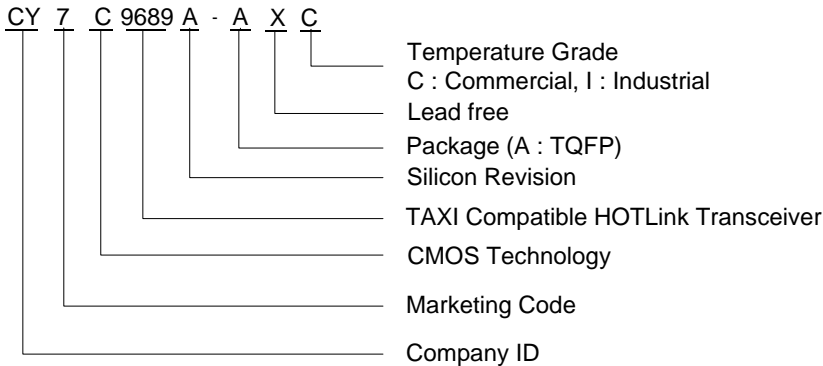 CY 7 C 9689 A - A X C
Temperature Grade
C : Commercial, I : Industrial
Lead free
Package (A : TQFP)
Silicon Revision
TAXI Compatible HOTLink Transceiver
CMOS Technology
Marketing Code
Company ID